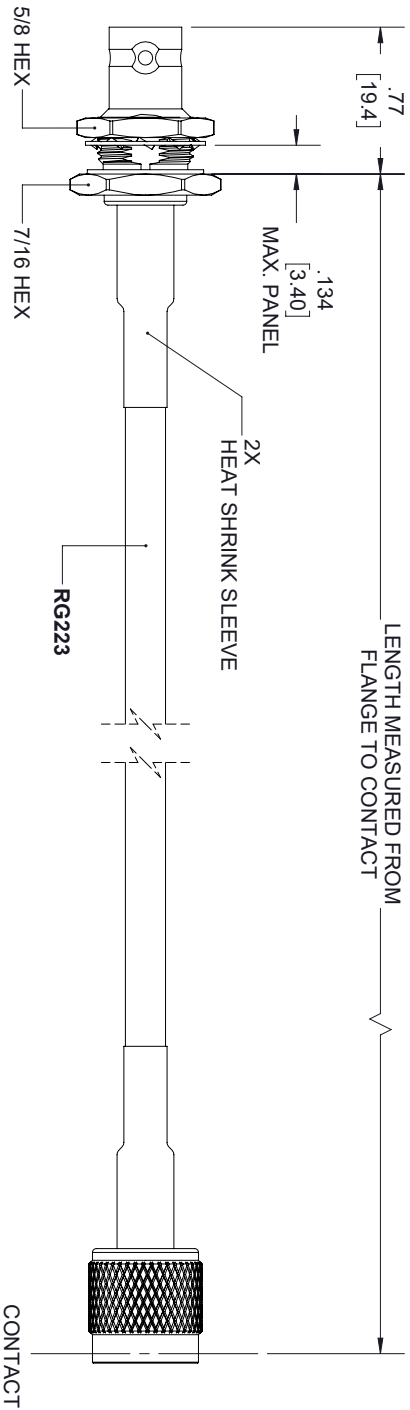 .77
[19.4]
LENGTH MEASURED FROM
FLANGE TO CONTACT
.134
[3.40]
MAX. PANEL
2X
HEAT SHRINK SLEEVE
5/8 HEX
7/16 HEX
RG223
CONTACT